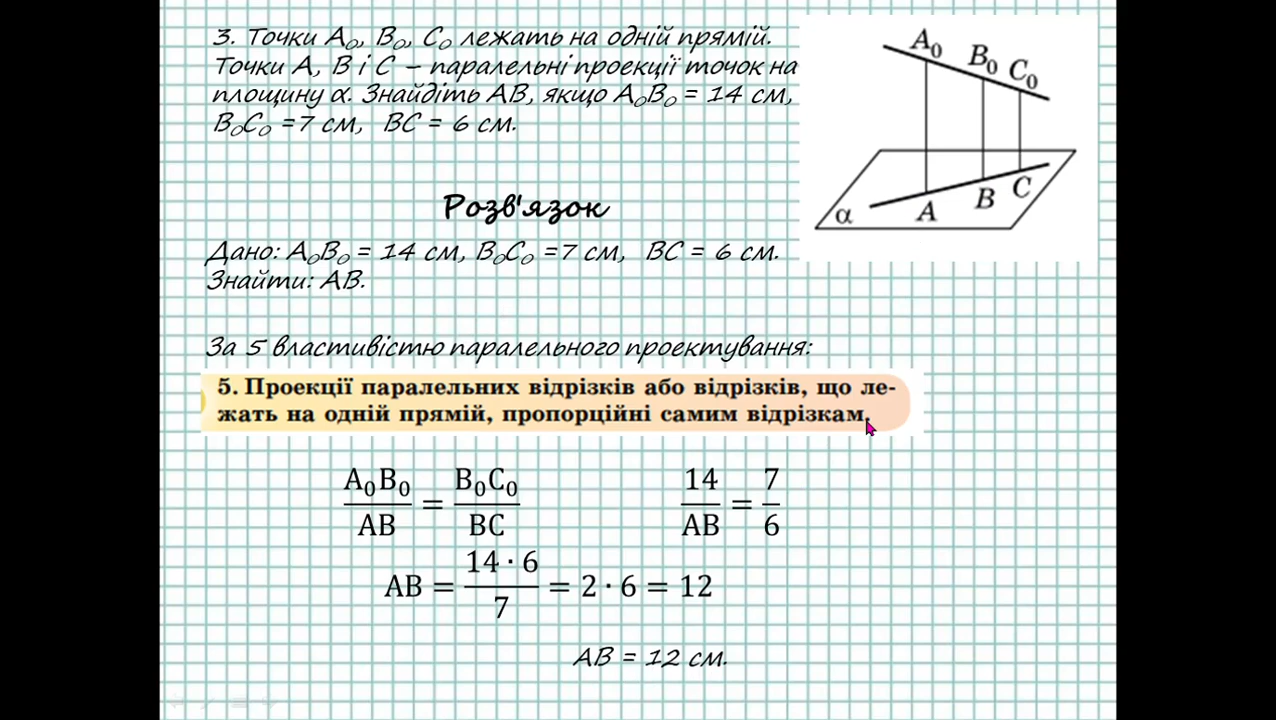 3. Точки A₀, B₀, C₀ лежать на одній прямій.
Точки A, B і C – паралельні проекції точок на
площину α. Знайдіть AB, якщо A₀B₀ = 14 см,
B₀C₀ =7 см, BC = 6 см.
A₀ B₀ C₀
α A B C
Розв'язок
Дано: A₀B₀ = 14 см, B₀C₀ =7 см, BC = 6 см.
Знайти: AB.
За 5 властивістю паралельного проектування:
5. Проекції паралельних відрізків або відрізків, що ле-
жать на одній прямій, пропорційні самим відрізкам.
A₀B₀/AB = B₀C₀/BC 14/AB = 7/6
AB = 14 · 6/7 = 2 · 6 = 12
AB = 12 см.